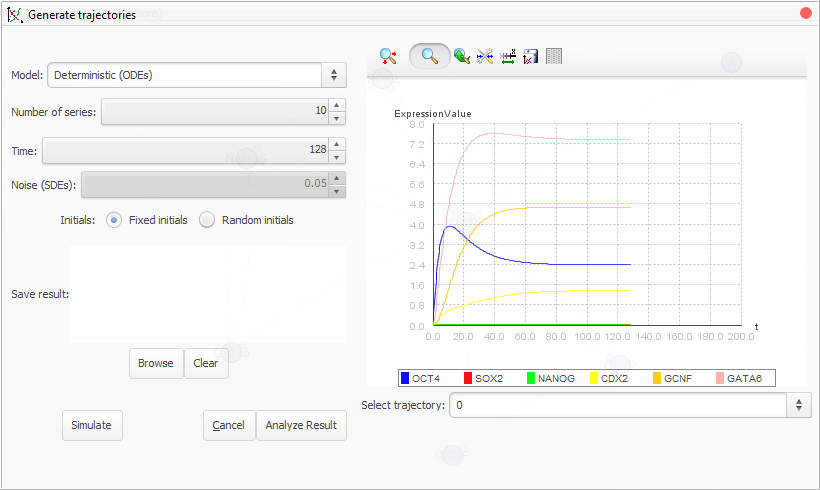 Generate trajectories
Model: Deterministic (ODEs)
Number of series: 10
Time: 128
Noise (SDEs): 0.05
Initials: Fixed initials Random initials
Save result:
Browse Clear
Simulate Cancel Analyze Result
ExpressionValue
8.0
7.2
6.4
5.6
4.8
4.0
3.2
2.4
1.6
0.8
0.0
t
0.0 20.0 40.0 60.0 80.0 100.0 120.0 140.0 160.0 180.0 200.0
OCT4 SOX2 NANOG CDX2 GCNF GATA6
Select trajectory: 0